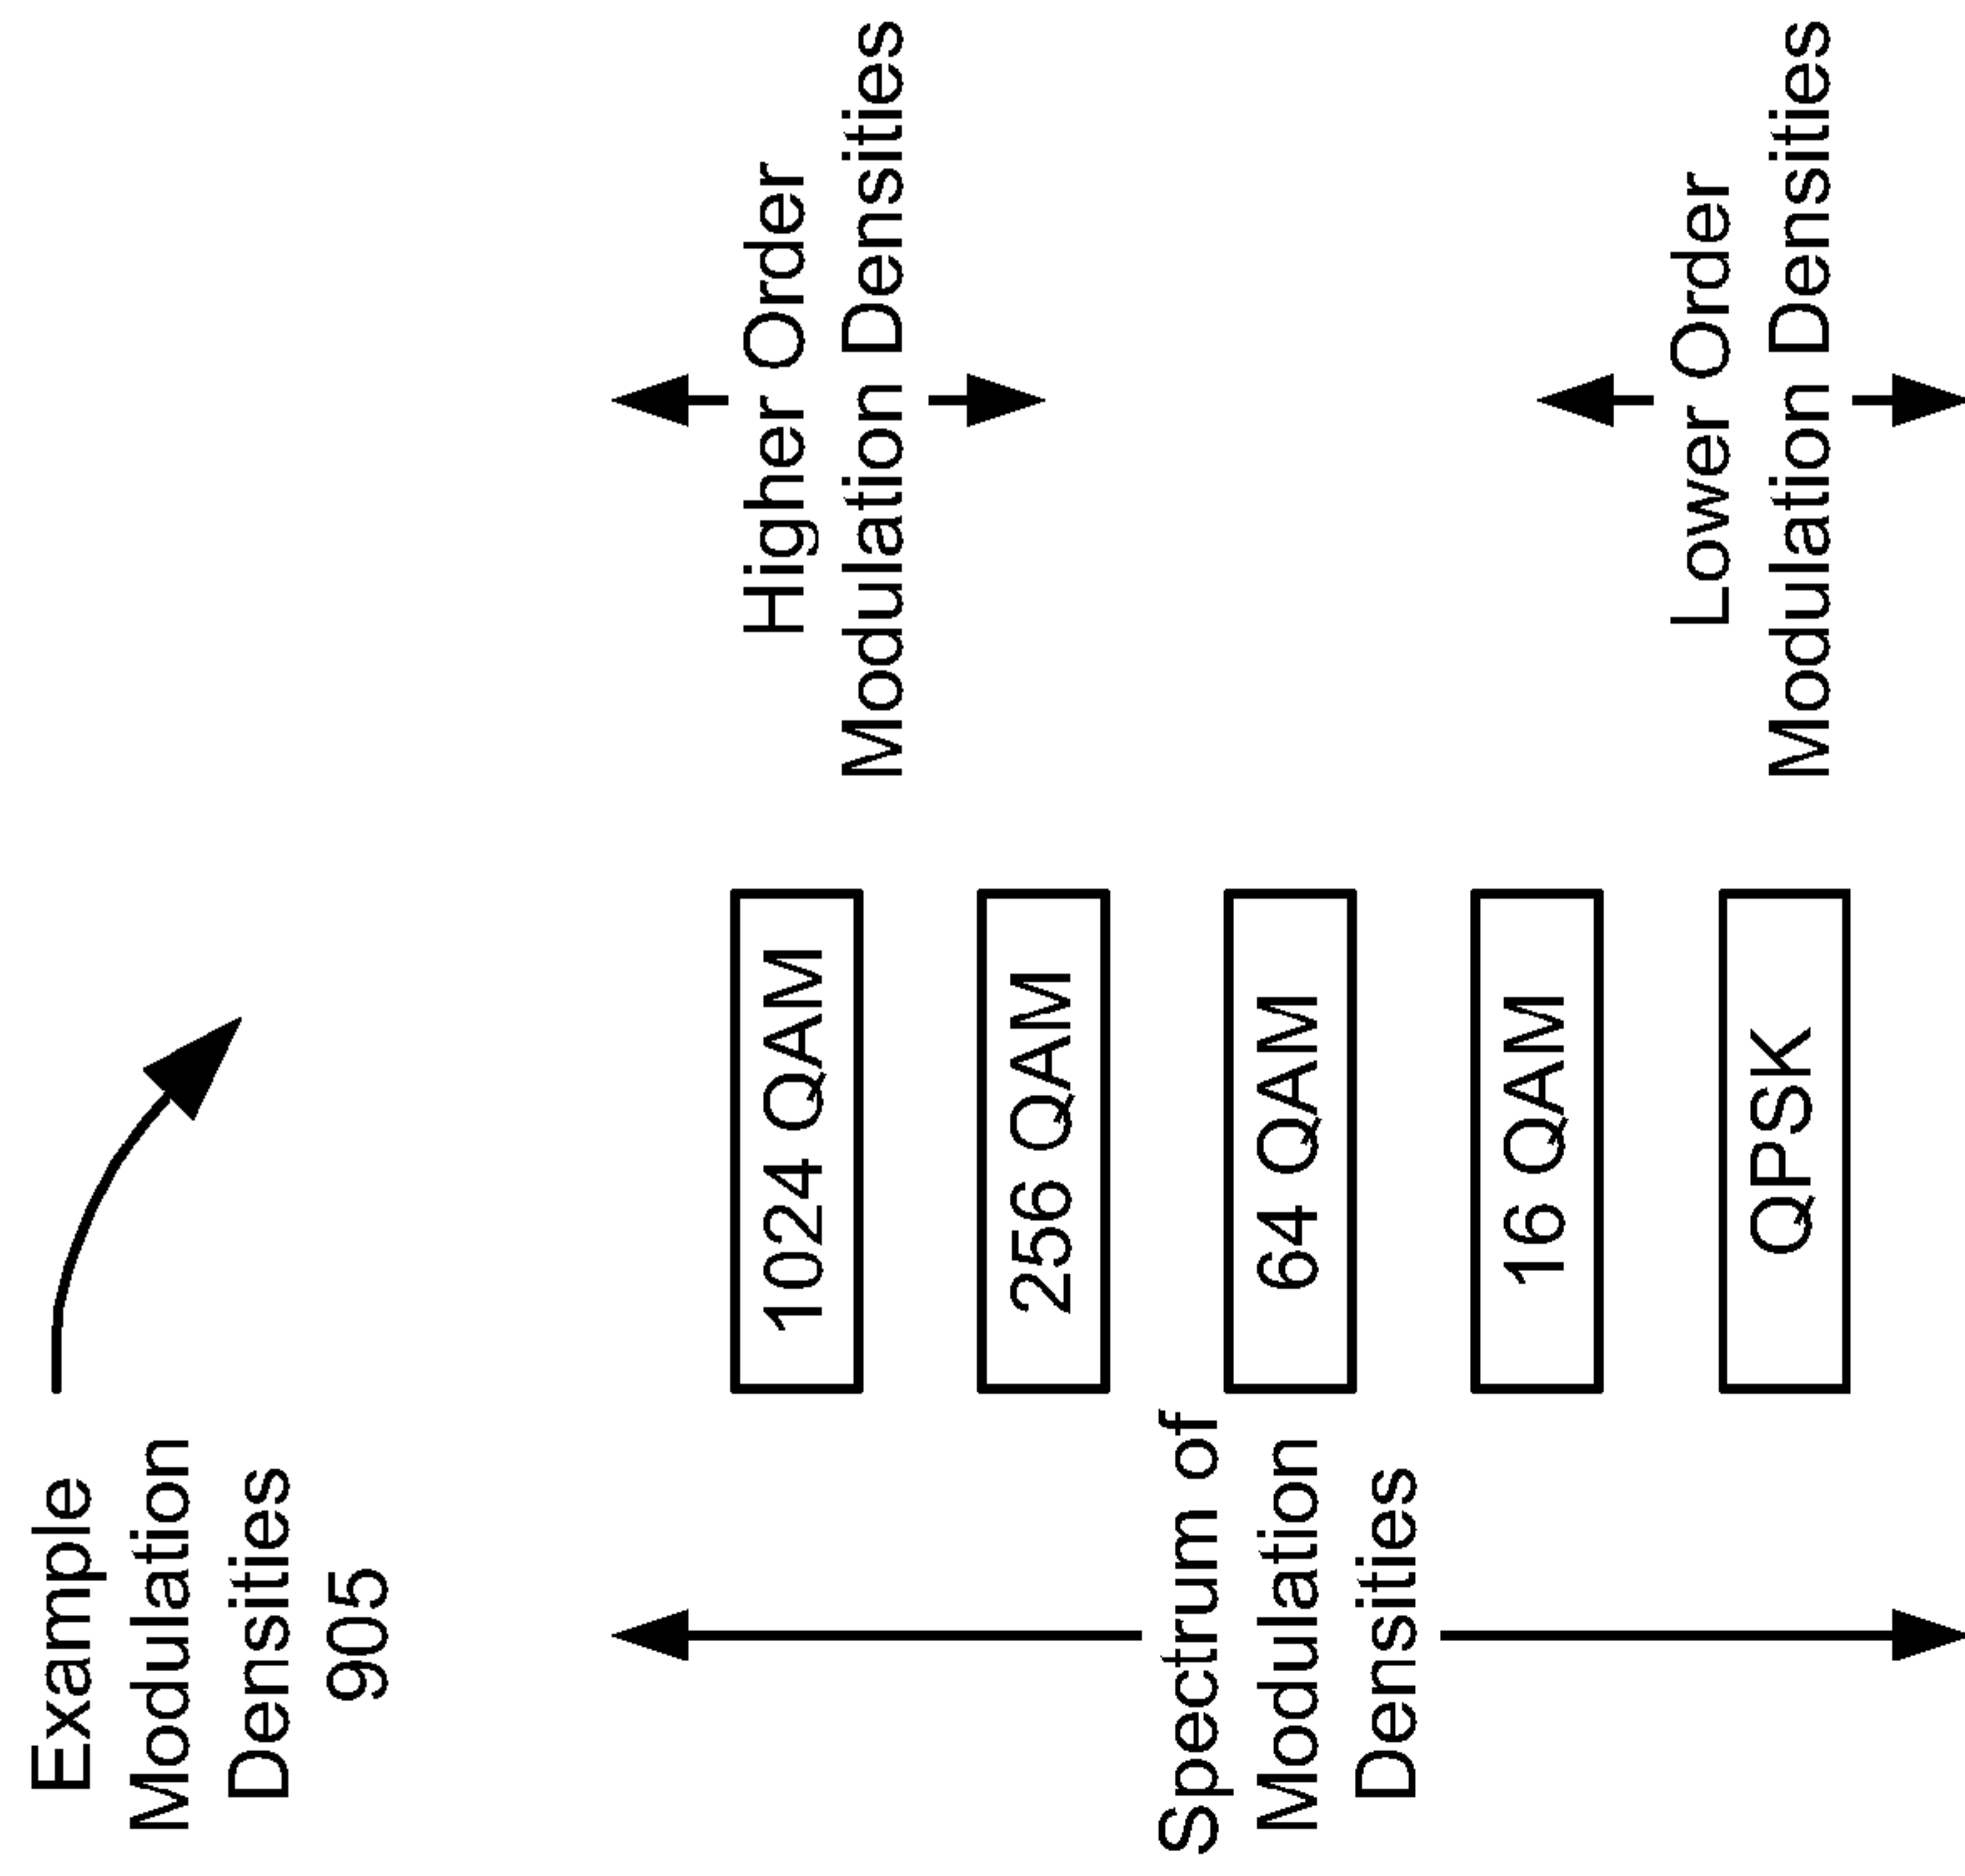 Example
Modulation
Densities
905
Spectrum of
Modulation
Densities
1024 QAM
256 QAM
64 QAM
16 QAM
QPSK
Higher Order
Modulation Densities
Lower Order
Modulation Densities